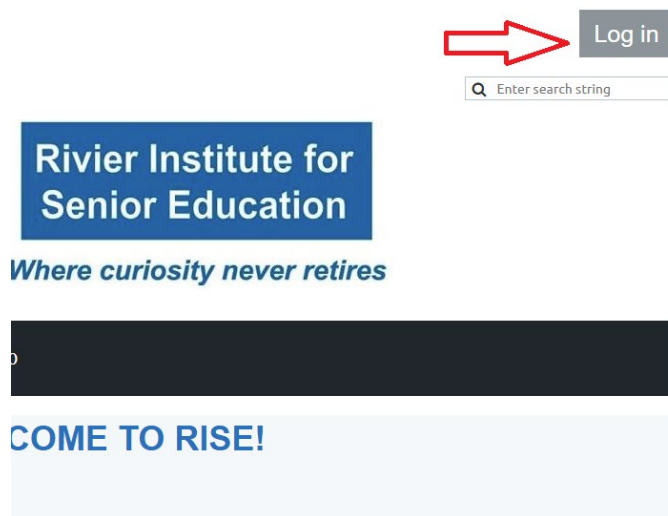 Log in
Enter search string
Rivier Institute for
Senior Education
Where curiosity never retires
COME TO RISE!